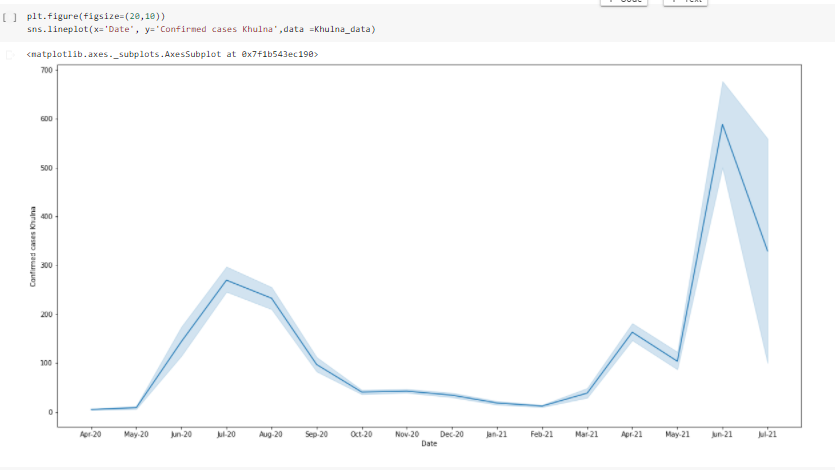 [ ] plt.figure(figsize=(20,10))
sns.lineplot(x='Date', y='Confirmed cases Khulna',data =Khulna_data)
<matplotlib.axes._subplots.AxesSubplot at 0x7f1b543ec190>
700
600
500
400
300
200
100
0
Confirmed cases Khulna
Apr-20 May-20 Jun-20 Jul-20 Aug-20 Sep-20 Oct-20 Nov-20 Dec-20 Jan-21 Feb-21 Mar-21 Apr-21 May-21 Jun-21 Jul-21
Date